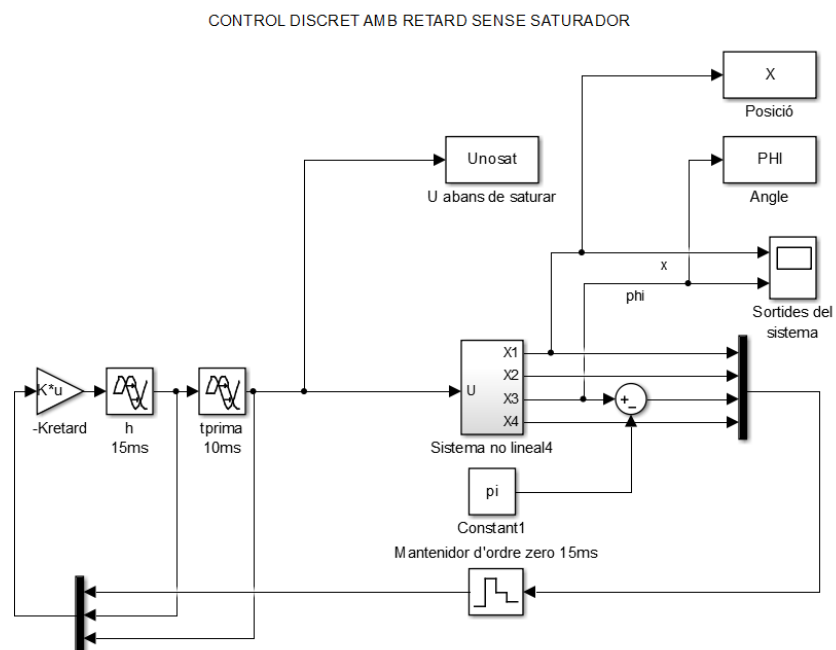 CONTROL DISCRET AMB RETARD SENSE SATURADOR
X
Posició
Unosat
U abans de saturar
PHI
Angle
x
phi
Sortides del
sistema
K*u
-Kretard
h
15ms
tprima
10ms
U
X1
X2
X3
X4
Sistema no lineal4
+
-
pi
Constant1
Mantenidor d'ordre zero 15ms